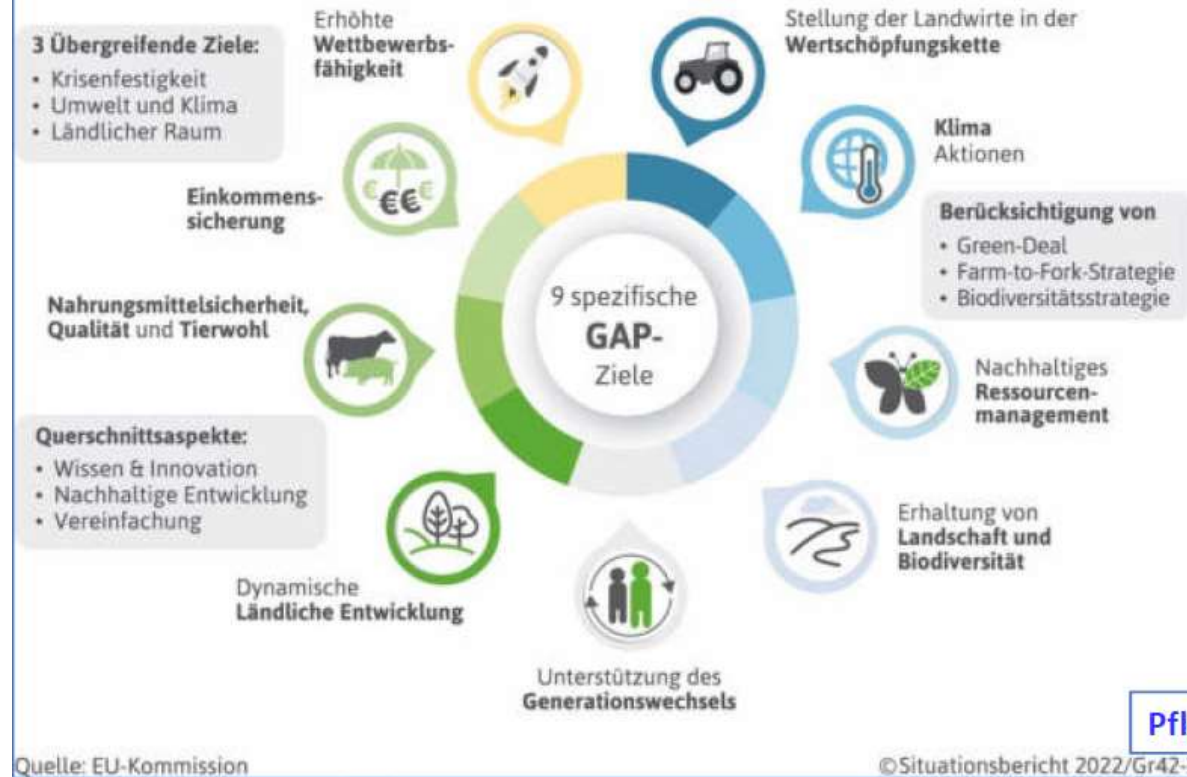 3 Übergreifende Ziele:
• Krisenfestigkeit
• Umwelt und Klima
• Ländlicher Raum
Erhöhte
Wettbewerbs-
fähigkeit
Stellung der Landwirte in der
Wertschöpfungskette
Klima
Aktionen
Einkommens-
sicherung
€€€€
Berücksichtigung von
• Green-Deal
• Farm-to-Fork-Strategie
• Biodiversitätsstrategie
Nahrungsmittelsicherheit,
Qualität und Tierwohl
9 spezifische
GAP-
Ziele
Nachhaltiges
Ressourcen-
management
Querschnittsaspekte:
• Wissen & Innovation
• Nachhaltige Entwicklung
• Vereinfachung
Erhaltung von
Landschaft und
Biodiversität
Dynamische
Ländliche Entwicklung
Unterstützung des
Generationswechsels
Quelle: EU-Kommission
©Situationsbericht 2022/Gr42-